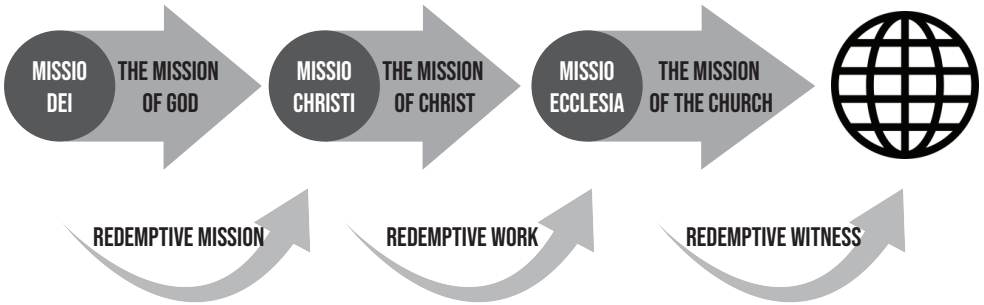 MISSIO
DEI
THE MISSION
OF GOD
MISSIO
CHRISTI
THE MISSION
OF CHRIST
MISSIO
ECCLESIA
THE MISSION
OF THE CHURCH
REDEMPTIVE MISSION
REDEMPTIVE WORK
REDEMPTIVE WITNESS